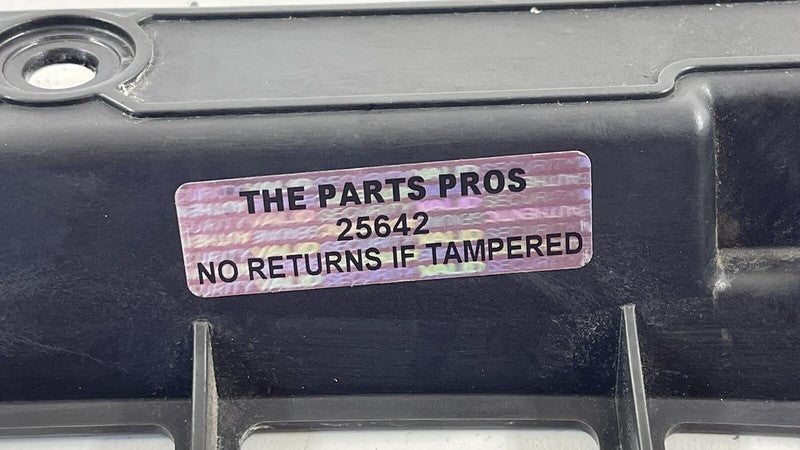 THE PARTS PROS
25642
NO RETURNS IF TAMPERED